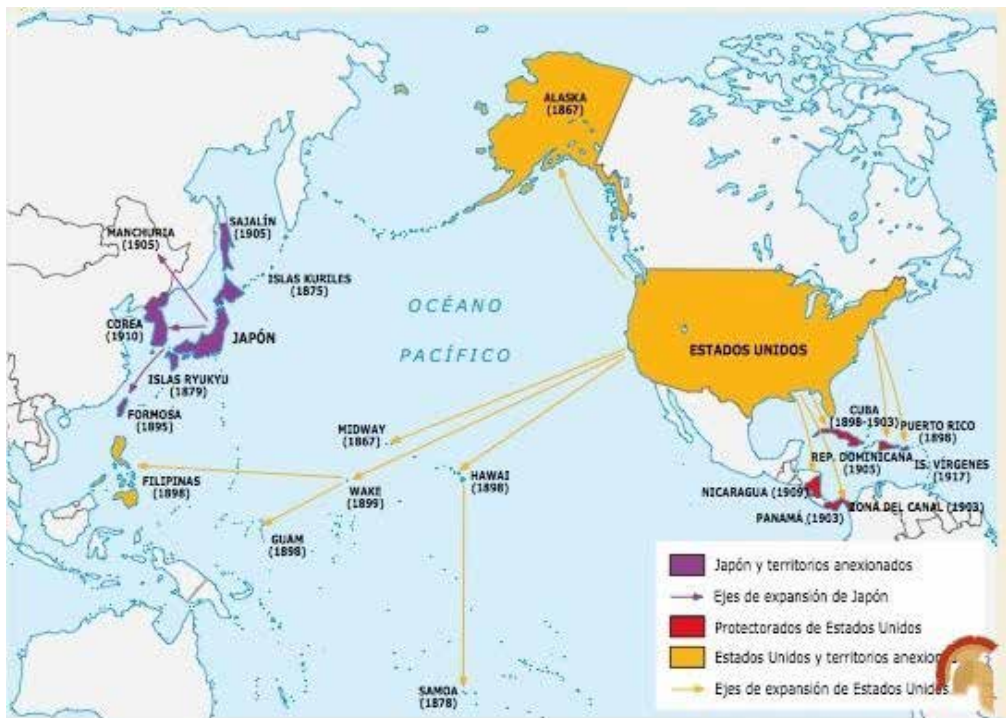 ALASKA
(1867)
SAJALÍN
(1905)
MANCHURIA
(1905)
ISLAS KURILES
(1875)
COREA
(1910)
JAPÓN
ISLAS RYUKYU
(1879)
FORMOSA
(1895)
OCÉANO
PACÍFICO
ESTADOS UNIDOS
MIDWAY
(1867)
FILIPINAS
(1898)
WAKE
(1899)
HAWAI
(1898)
GUAM
(1898)
SAMOA
(1878)
CUBA
(1898-1903)
PUERTO RICO
(1898)
REP. DOMINICANA
(1905)
IS. VÍRGENES
(1917)
NICARAGUA (1909)
ZONA DEL CANAL (1903)
PANAMÁ (1903)
Japón y territorios anexionados
Ejes de expansión de Japón
Protectorados de Estados Unidos
Estados Unidos y territorios
Ejes de expansión de Estados Unidos